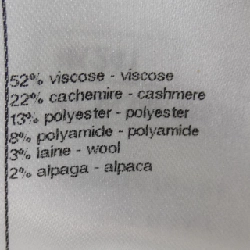 52% viscose - viscose
22% cachemire - cashmere
13% polyester - polyester
8% polyamide - polyamide
3% laine - wool
2% alpaga - alpaca